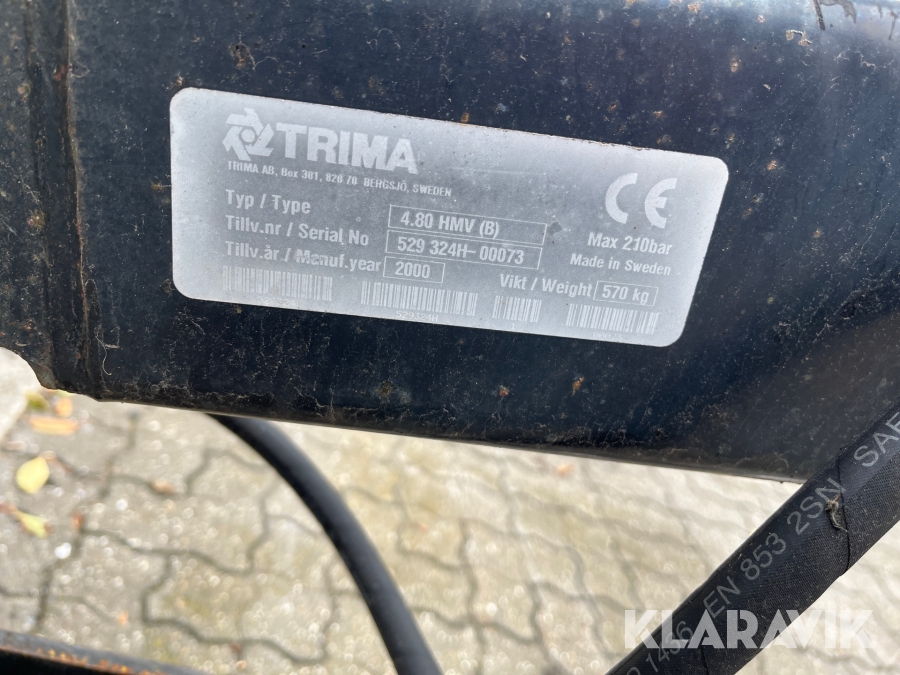 TRIMA
TRIMA AB, Box 301, 820 70 BERGSJÖ, SWEDEN
Typ / Type 4.80 HMV (B)
Tillv.nr / Serial No 529 324H-00073
Tillv.år / Manuf.year 2000
CE
Max 210bar
Made in Sweden
Vikt / Weight 570 kg
529324H
EN 853 2SN SAE
KLARAVIK